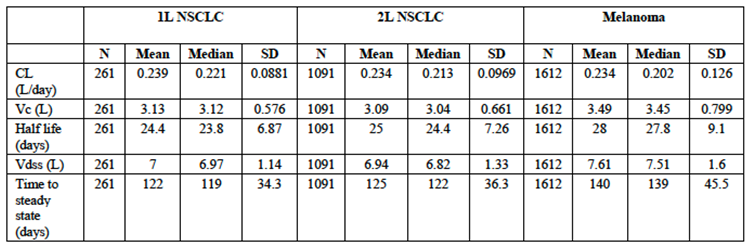 1L NSCLC 2L NSCLC Melanoma
N Mean Median SD N Mean Median SD N Mean Median SD
CL (L/day) 261 0.239 0.221 0.0881 1091 0.234 0.213 0.0969 1612 0.234 0.202 0.126
Vc (L) 261 3.13 3.12 0.576 1091 3.09 3.04 0.661 1612 3.49 3.45 0.799
Half life (days) 261 24.4 23.8 6.87 1091 25 24.4 7.26 1612 28 27.8 9.1
Vdss (L) 261 7 6.97 1.14 1091 6.94 6.82 1.33 1612 7.61 7.51 1.6
Time to steady state (days) 261 122 119 34.3 1091 125 122 36.3 1612 140 139 45.5